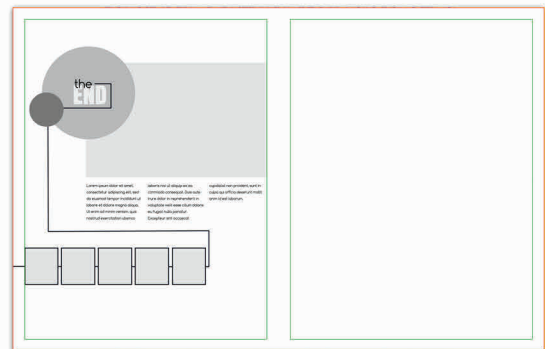 the
END
Lorem ipsum dolor sit amet,
consectetur adipiscing elit, sed
do eiusmod tempor incididunt ut
labore et dolore magna aliqua.
Ut enim ad minim veniam, quis
nostrud exercitation ullamco
laboris nisi ut aliquip ex ea
commodo consequat. Duis aute
irure dolor in reprehenderit in
voluptate velit esse cillum dolore
eu fugiat nulla pariatur.
Excepteur sint occaecat
cupidatat non proident, sunt in
culpa qui officia deserunt mollit
anim id est laborum.